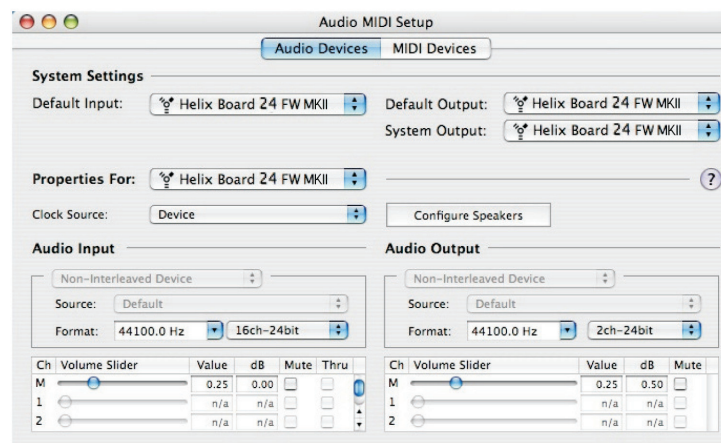 Audio MIDI Setup
Audio Devices MIDI Devices
System Settings
Default Input: Helix Board 24 FW MKII
Default Output: Helix Board 24 FW MKII
System Output: Helix Board 24 FW MKII
Properties For: Helix Board 24 FW MKII ?
Clock Source: Device Configure Speakers
Audio Input
Non-Interleaved Device
Source: Default
Format: 44100.0 Hz 16ch-24bit
Ch Volume Slider Value dB Mute Thru
M 0.25 0.00
1 n/a n/a
2 n/a n/a
Audio Output
Non-Interleaved Device
Source: Default
Format: 44100.0 Hz 2ch-24bit
Ch Volume Slider Value dB Mute
M 0.25 0.50
1 n/a n/a
2 n/a n/a